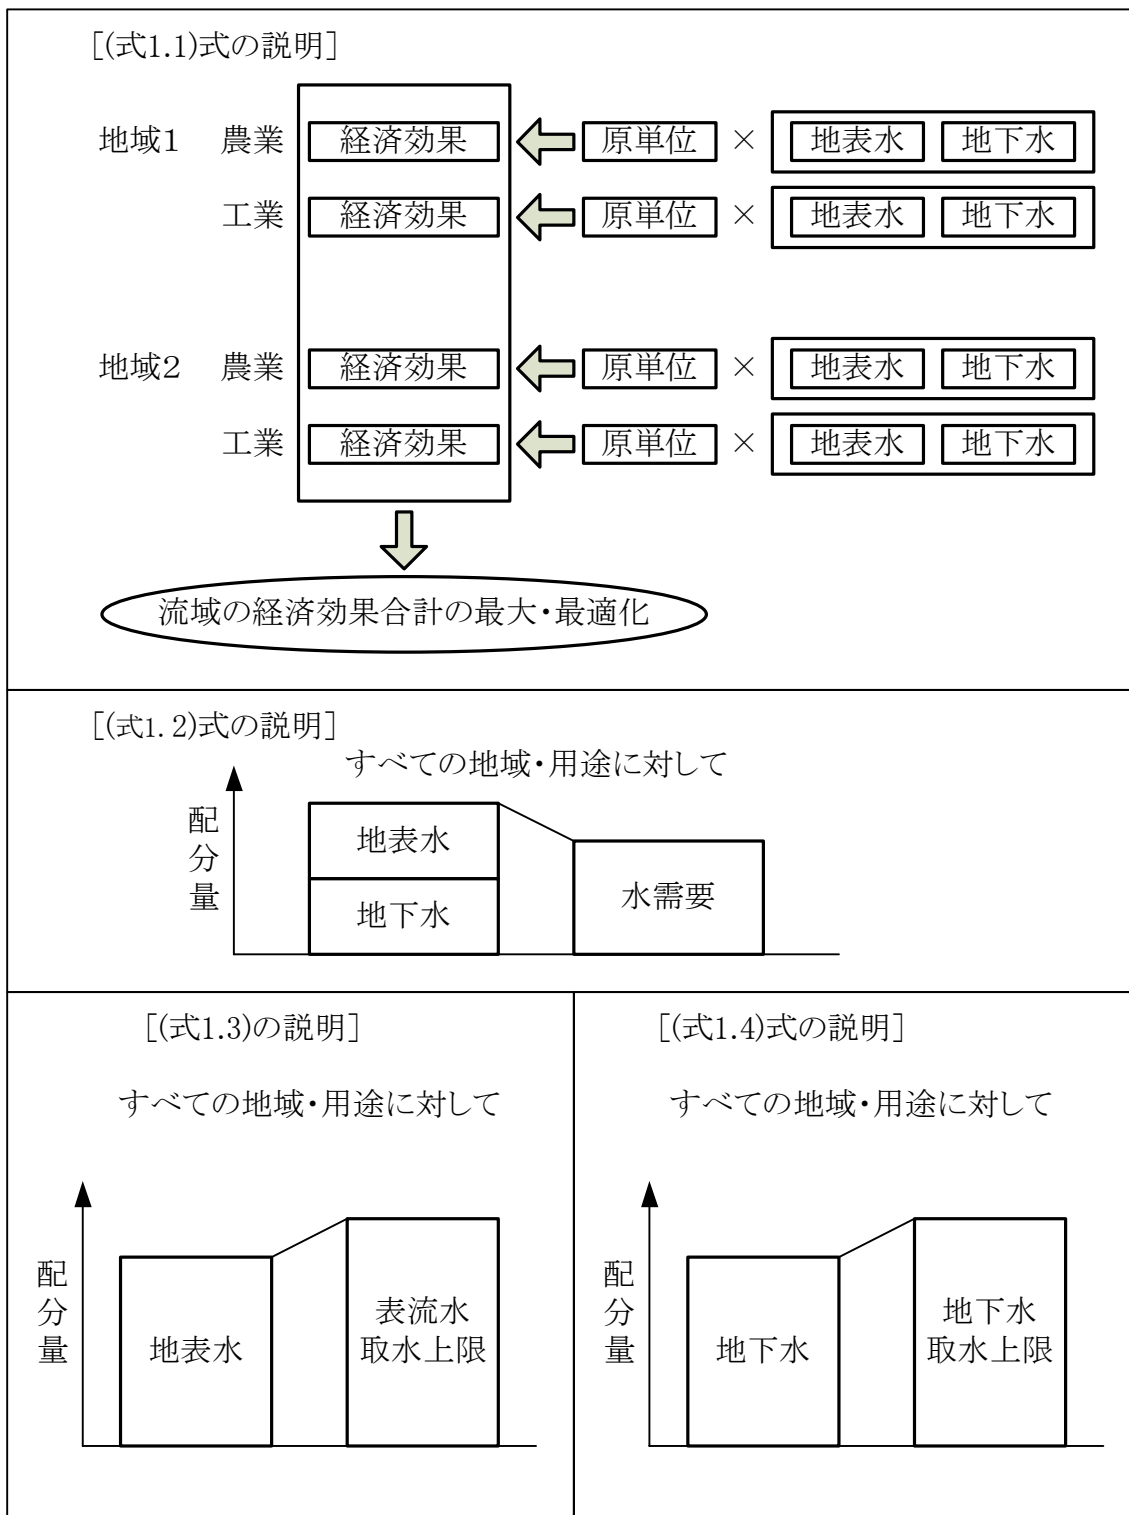 [(式1.1)式の説明]
地域1 農業 経済効果 原単位 × 地表水 地下水
工業 経済効果 原単位 × 地表水 地下水
地域2 農業 経済効果 原単位 × 地表水 地下水
工業 経済効果 原単位 × 地表水 地下水
流域の経済効果合計の最大・最適化
[(式1.2)式の説明]
すべての地域・用途に対して
配分量
地表水
地下水
水需要
[(式1.3)の説明]
すべての地域・用途に対して
配分量
地表水
表流水
取水上限
[(式1.4)式の説明]
すべての地域・用途に対して
配分量
地下水
地下水
取水上限